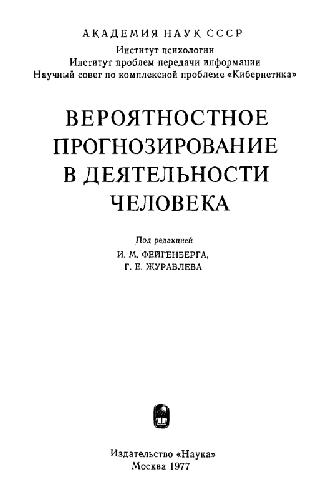 АКАДЕМИЯ НАУК СССР
Институт психологии
Институт проблем передачи информации
Научный совет по комплексной проблеме «Кибернетика»
ВЕРОЯТНОСТНОЕ
ПРОГНОЗИРОВАНИЕ
В ДЕЯТЕЛЬНОСТИ
ЧЕЛОВЕКА
Под редакцией
И. М. ФЕЙГЕНБЕРГА,
Г. Е. ЖУРАВЛЕВА
Издательство «Наука»
Москва 1977